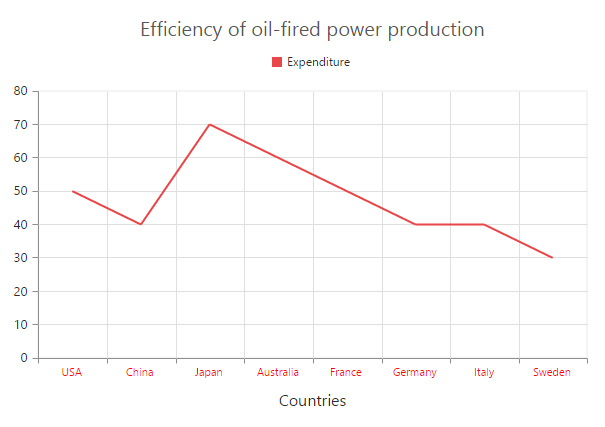 Efficiency of oil-fired power production
Expenditure
80
70
60
50
40
30
20
10
0
USA China Japan Australia France Germany Italy Sweden
Countries